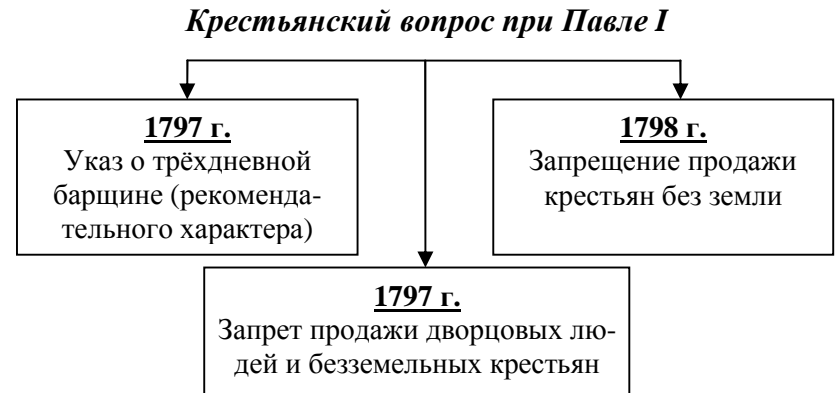 Крестьянский вопрос при Павле I
1797 г.
Указ о трёхдневной
барщине (рекоменда-
тельного характера)
1798 г.
Запрещение продажи
крестьян без земли
1797 г.
Запрет продажи дворцовых лю-
дей и безземельных крестьян